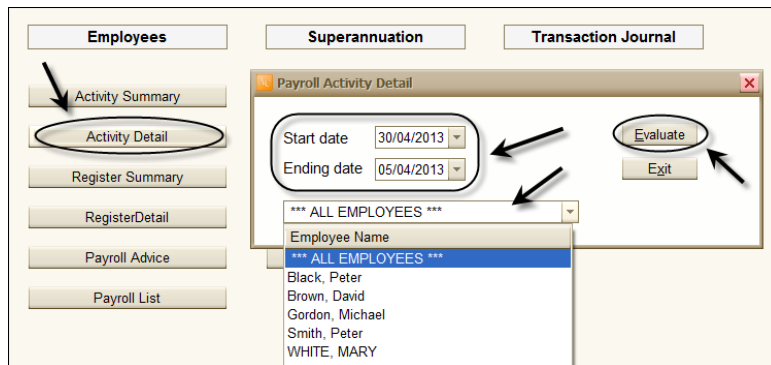 Employees
Superannuation
Transaction Journal
Activity Summary
Activity Detail
Register Summary
RegisterDetail
Payroll Advice
Payroll List
Payroll Activity Detail
Start date 30/04/2013
Ending date 05/04/2013
Evaluate
Exit
*** ALL EMPLOYEES ***
Employee Name
*** ALL EMPLOYEES ***
Black, Peter
Brown, David
Gordon, Michael
Smith, Peter
WHITE, MARY